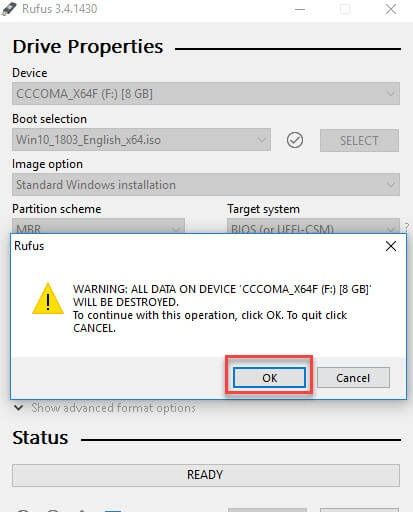 Rufus 3.4.1430
Drive Properties
Device
CCCOMA_X64F (F:) [8 GB]
Boot selection
Win10_1803_English_x64.iso
SELECT
Image option
Standard Windows installation
Partition scheme
Target system
MBR
BIOS (or UEFI-CSM)
?
Rufus
WARNING: ALL DATA ON DEVICE 'CCCOMA_X64F (F:) [8 GB]'
WILL BE DESTROYED.
To continue with this operation, click OK. To quit click
CANCEL.
OK
Cancel
Show advanced format options
Status
READY